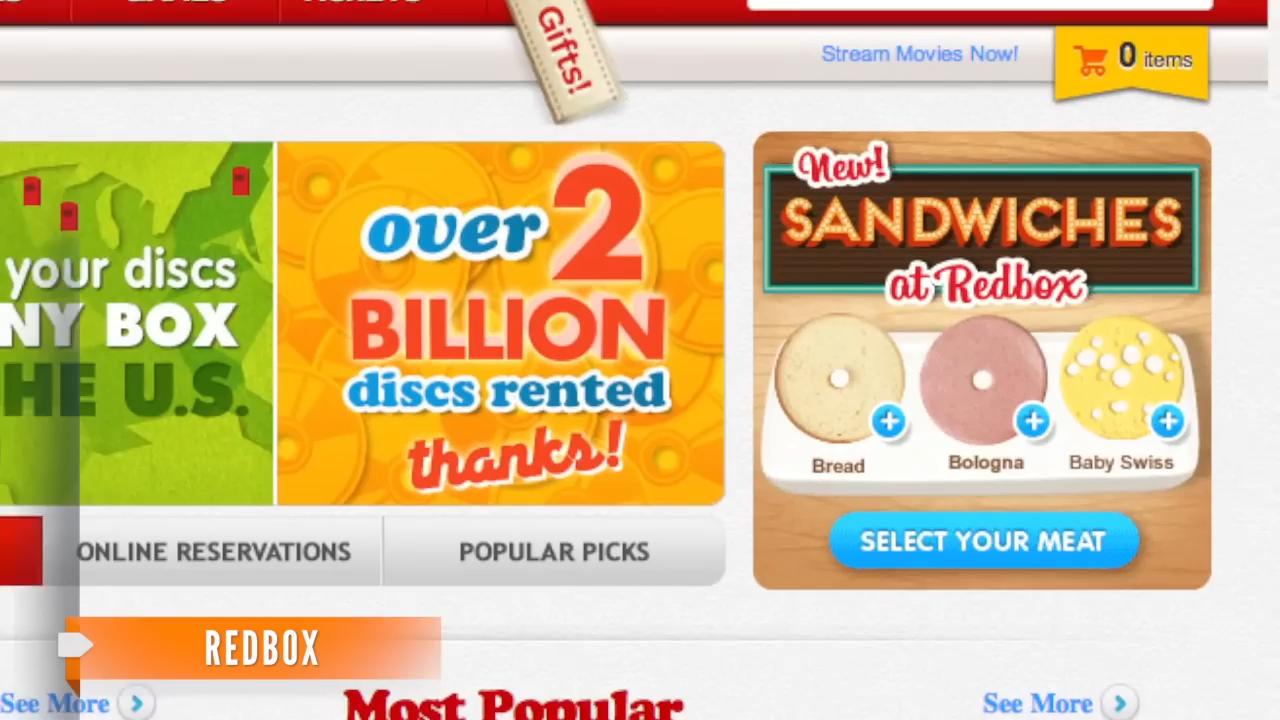 GAMES
TICKETS
Gifts!
Stream Movies Now!
0 items
your discs
NY BOX
HE U.S.
over 2
BILLION
discs rented
thanks!
New!
SANDWICHES
at Redbox
Bread
Bologna
Baby Swiss
SELECT YOUR MEAT
ONLINE RESERVATIONS
POPULAR PICKS
REDBOX
See More
Most Popular
See More